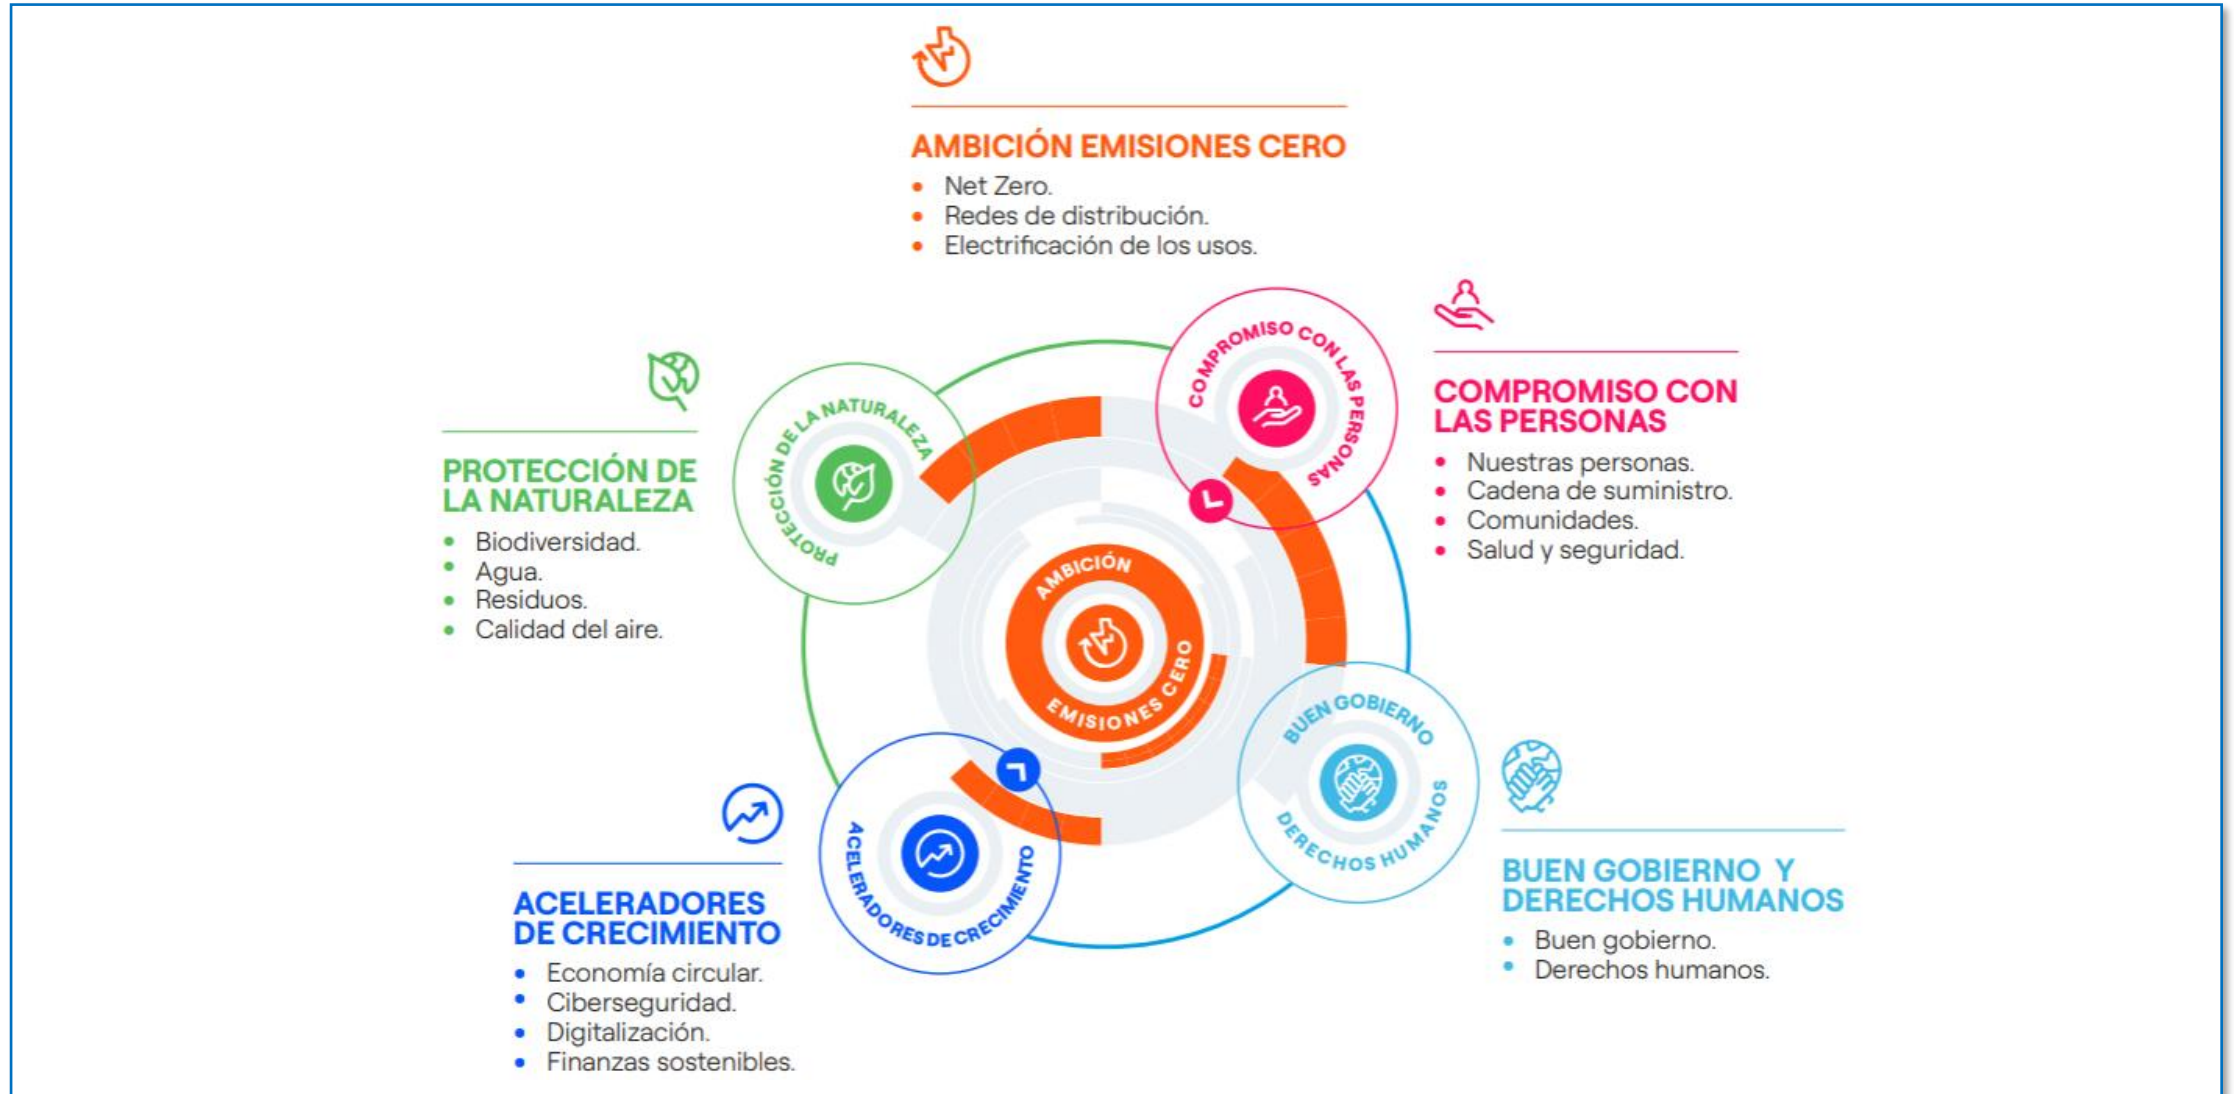 AMBICIÓN EMISIONES CERO
Net Zero.
Redes de distribución.
Electrificación de los usos.
COMPROMISO CON
LAS PERSONAS
Nuestras personas.
Cadena de suministro.
Comunidades.
Salud y seguridad.
PROTECCIÓN DE
LA NATURALEZA
Biodiversidad.
Agua.
Residuos.
Calidad del aire.
PROTECCIÓN DE LA NATURALEZA
COMPROMISO CON LAS PERSONAS
AMBICIÓN
EMISIONES CERO
BUEN GOBIERNO
DERECHOS HUMANOS
ACELERADORES DE CRECIMIENTO
BUEN GOBIERNO Y
DERECHOS HUMANOS
Buen gobierno.
Derechos humanos.
ACELERADORES
DE CRECIMIENTO
Economía circular.
Ciberseguridad.
Digitalización.
Finanzas sostenibles.